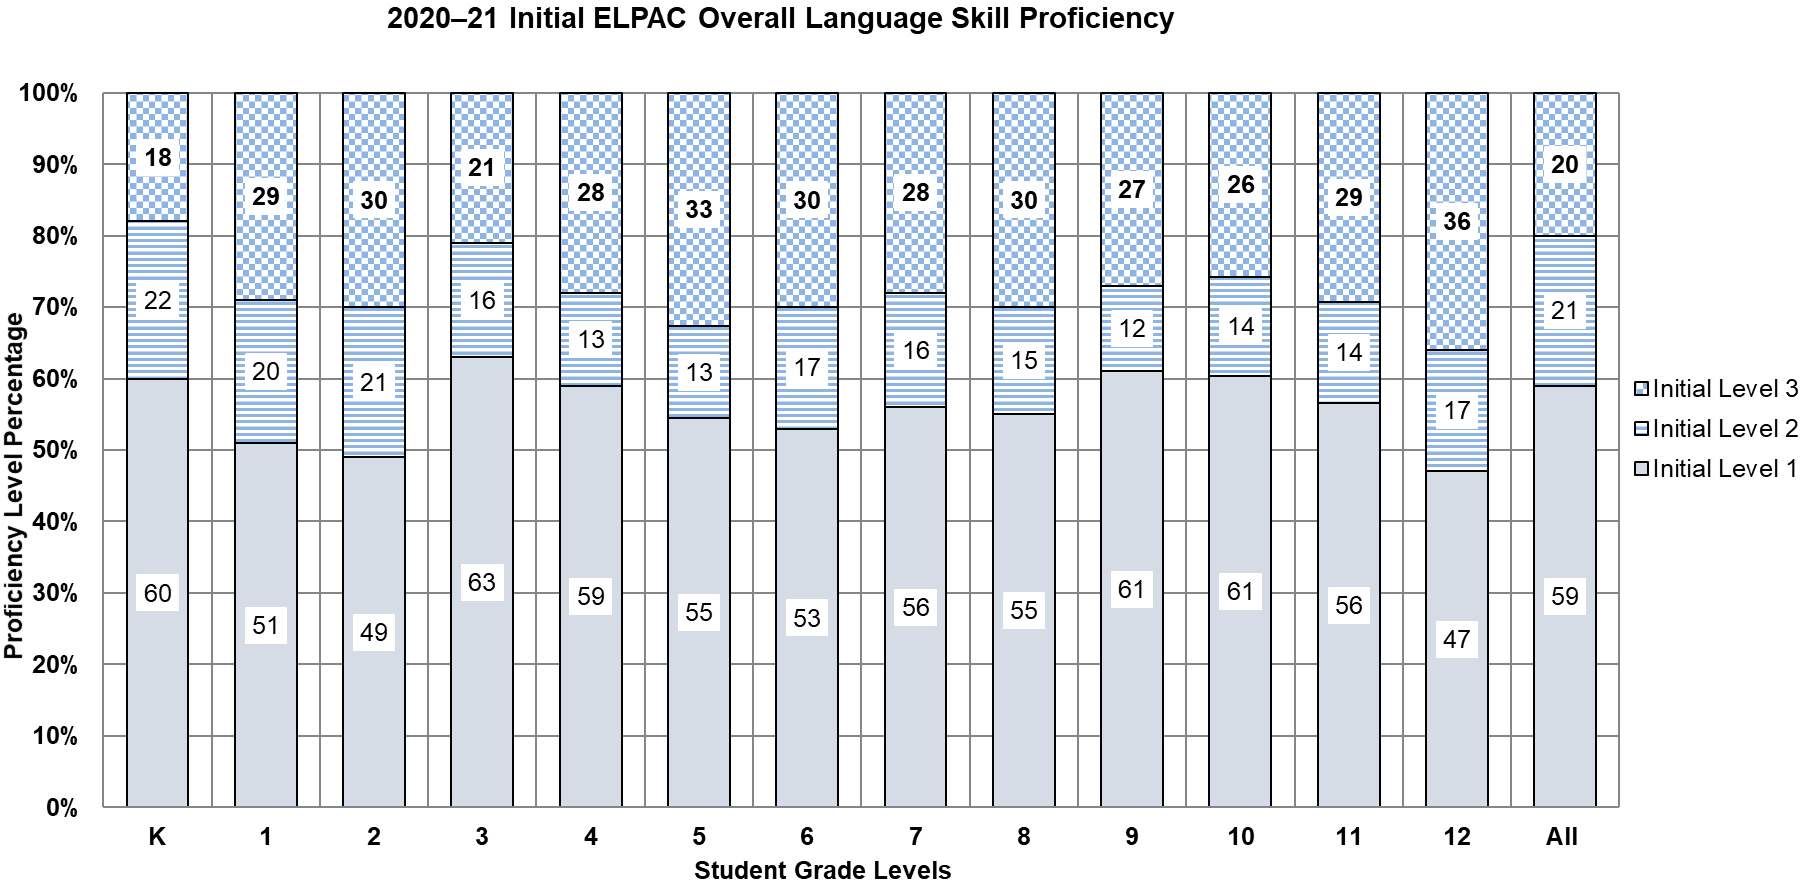 2020–21 Initial ELPAC Overall Language Skill Proficiency
Proficiency Level Percentage
100%
90%
80%
70%
60%
50%
40%
30%
20%
10%
0%
18 29 30 21 28 33 30 28 30 27 26 29 36 20
22 20 21 16 13 13 17 16 15 12 14 14 17 21
60 51 49 63 59 55 53 56 55 61 61 56 47 59
K 1 2 3 4 5 6 7 8 9 10 11 12 All
Student Grade Levels
Initial Level 3
Initial Level 2
Initial Level 1